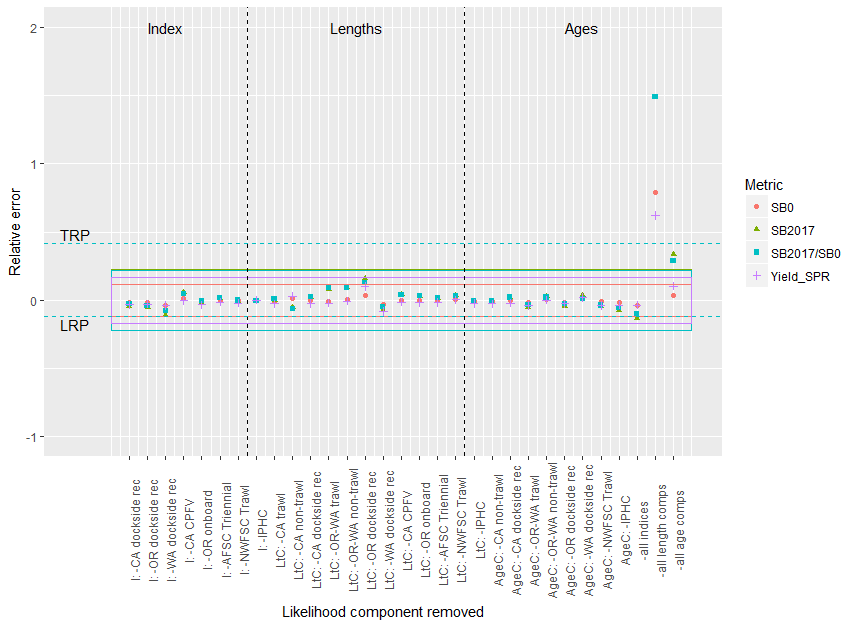 Index
Lengths
Ages
2
1
0
-1
Relative error
TRP
LRP
I: -CA dockside rec
I: -OR dockside rec
I: -WA dockside rec
I: -CA CPFV
I: -OR onboard
I: -AFSC Triennial
I: -NWFSC Trawl
I: -IPHC
LtC: -CA trawl
LtC: -CA non-trawl
LtC: -CA dockside rec
LtC: -OR-WA trawl
LtC: -OR-WA non-trawl
LtC: -OR dockside rec
LtC: -WA dockside rec
LtC: -CA CPFV
LtC: -OR onboard
LtC: -AFSC Triennial
LtC: -NWFSC Trawl
LtC: -IPHC
AgeC: -CA non-trawl
AgeC: -CA dockside rec
AgeC: -OR-WA trawl
AgeC: -OR-WA non-trawl
AgeC: -OR dockside rec
AgeC: -WA dockside rec
AgeC: -NWFSC Trawl
AgeC: -IPHC
-all indices
-all length comps
-all age comps
Likelihood component removed
Metric
SB0
SB2017
SB2017/SB0
Yield_SPR